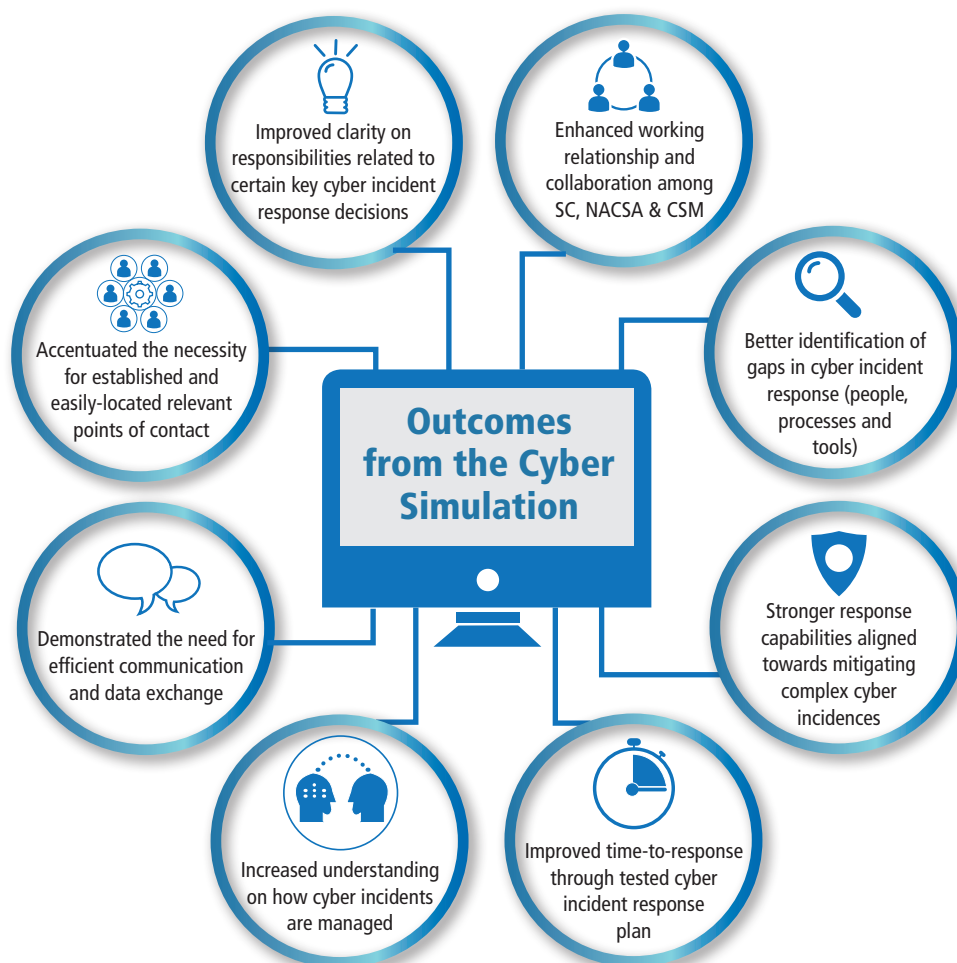 Improved clarity on
responsibilities related to
certain key cyber incident
response decisions
Enhanced working
relationship and
collaboration among
SC, NACSA & CSM
Accentuated the necessity
for established and
easily-located relevant
points of contact
Better identification of
gaps in cyber incident
response (people,
processes and
tools)
Outcomes
from the Cyber
Simulation
Demonstrated the need for
efficient communication
and data exchange
Stronger response
capabilities aligned
towards mitigating
complex cyber
incidences
Increased understanding
on how cyber incidents
are managed
Improved time-to-response
through tested cyber
incident response
plan